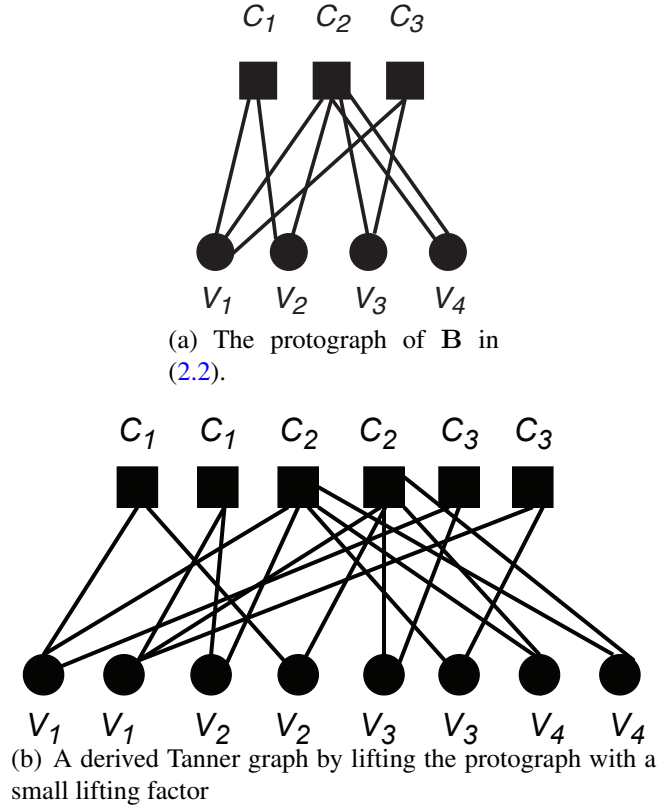 C1 C2 C3
V1 V2 V3 V4
(a) The protograph of B in
(2.2).
C1 C1 C2 C2 C3 C3
V1 V1 V2 V2 V3 V3 V4 V4
(b) A derived Tanner graph by lifting the protograph with a
small lifting factor